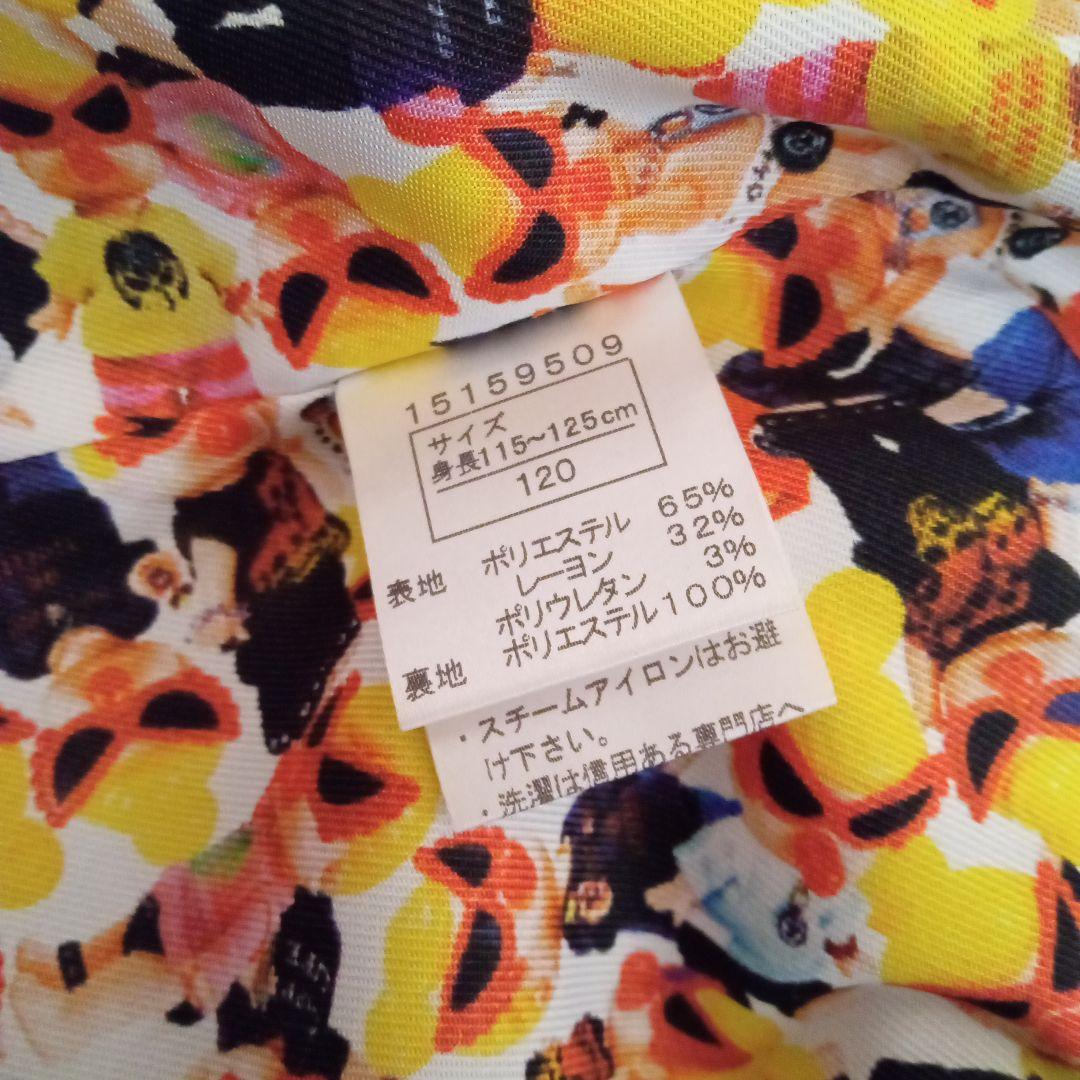 15159509
サイズ
身長115~125cm
120
表地 ポリエステル 65%
レーヨン 32%
ポリウレタン 3%
裏地 ポリエステル 100%
・スチームアイロンはお避
け下さい。
・洗濯は信用ある専門店へ